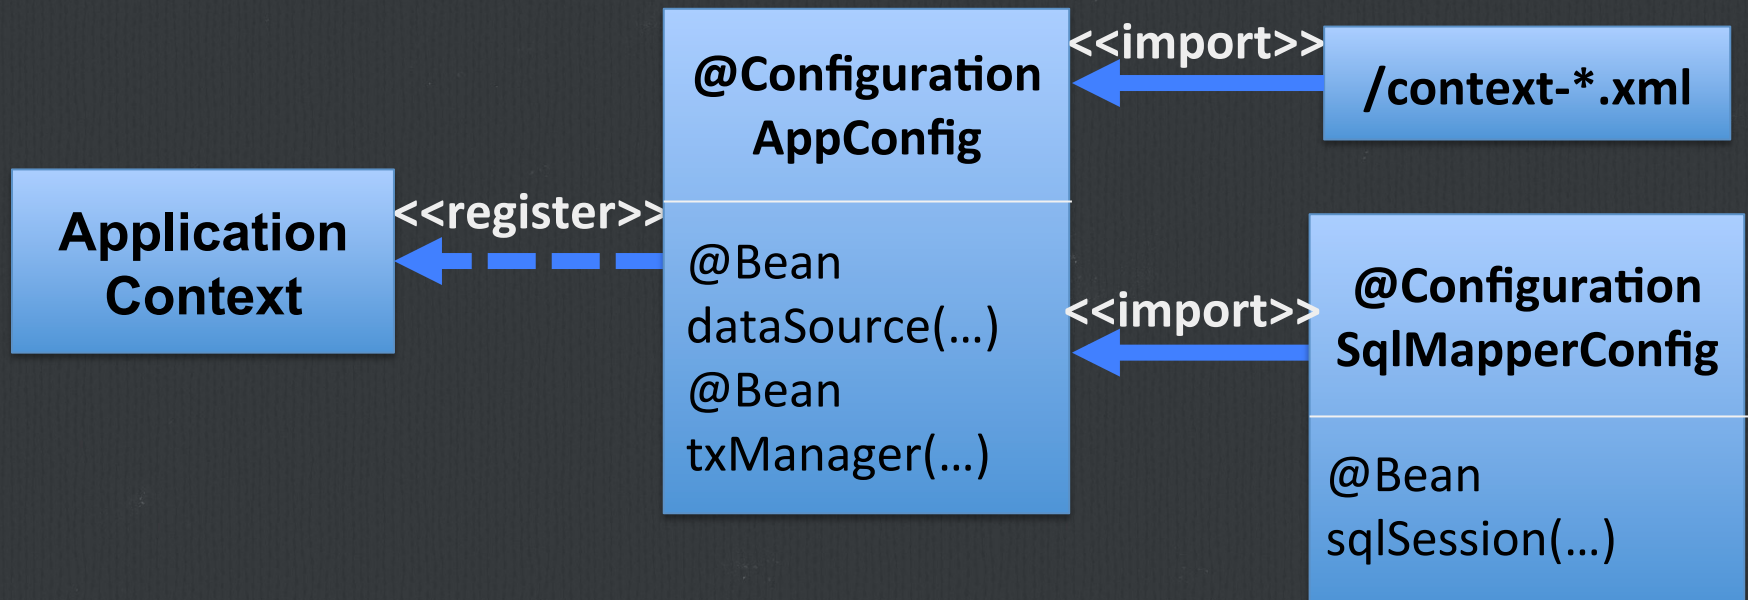 Application
Context
<<register>>
@Configuration
AppConfig
@Bean
dataSource(...)
@Bean
txManager(...)
<<import>>
/context-*.xml
<<import>>
@Configuration
SqlMapperConfig
@Bean
sqlSession(...)